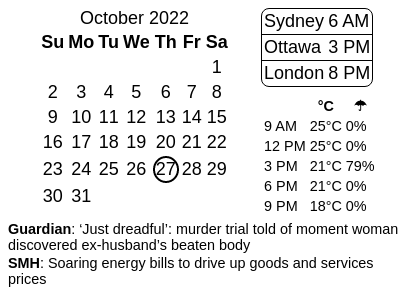 October 2022
Su Mo Tu We Th Fr Sa
1
2 3 4 5 6 7 8
9 10 11 12 13 14 15
16 17 18 19 20 21 22
23 24 25 26 27 28 29
30 31
Sydney 6 AM
Ottawa 3 PM
London 8 PM
°C ☂
9 AM 25°C 0%
12 PM 25°C 0%
3 PM 21°C 79%
6 PM 21°C 0%
9 PM 18°C 0%
Guardian: ‘Just dreadful’: murder trial told of moment woman
discovered ex-husband’s beaten body
SMH: Soaring energy bills to drive up goods and services
prices